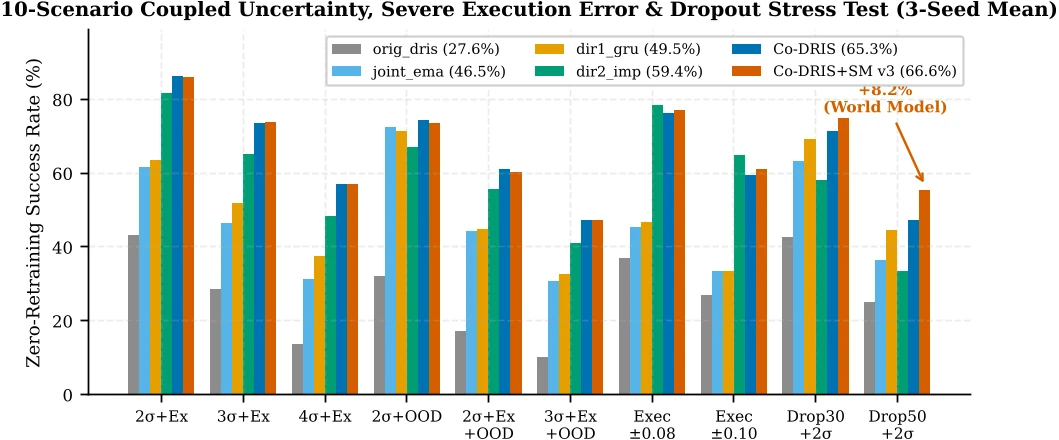 10-Scenario Coupled Uncertainty, Severe Execution Error & Dropout Stress Test (3-Seed Mean)
Zero-Retraining Success Rate (%)
orig_dris (27.6%)
joint_ema (46.5%)
dir1_gru (49.5%)
dir2_imp (59.4%)
Co-DRIS (65.3%)
Co-DRIS+SM v3 (66.6%)
+8.2%
(World Model)
80
60
40
20
0
2σ+Ex
3σ+Ex
4σ+Ex
2σ+OOD
2σ+Ex
+OOD
3σ+Ex
+OOD
Exec
±0.08
Exec
±0.10
Drop30
+2σ
Drop50
+2σ